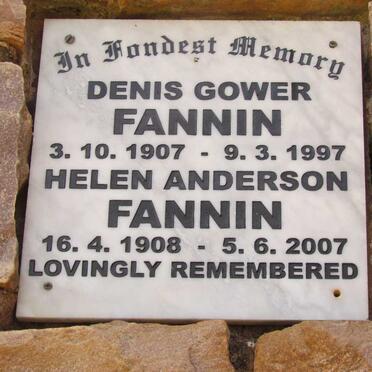 In Fondest Memory
DENIS GOWER
FANNIN
3. 10. 1907 - 9. 3. 1997
HELEN ANDERSON
FANNIN
16. 4. 1908 - 5. 6. 2007
LOVINGLY REMEMBERED